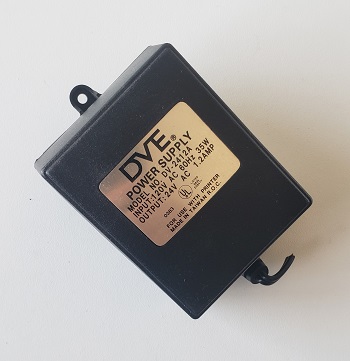 DVE®
POWER SUPPLY
MODEL NO. DV-2412A
INPUT:120V AC 60Hz 35W
OUTPUT:24V AC 1.2AMP
UL
FOR USE WITH PRINTER
MADE IN TAIWAN R.O.C.